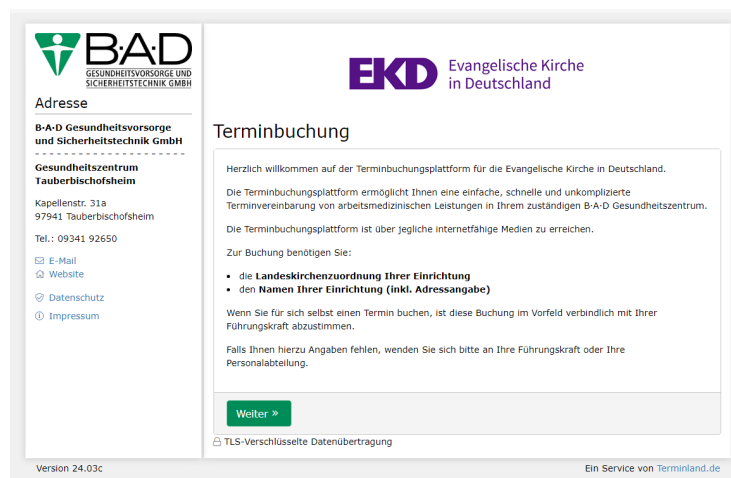 B·A·D
GESUNDHEITSVORSORGE UND
SICHERHEITSTECHNIK GMBH
Adresse
B·A·D Gesundheitsvorsorge
und Sicherheitstechnik GmbH
Gesundheitszentrum
Tauberbischofsheim
Kapellenstr. 31a
97941 Tauberbischofsheim
Tel.: 09341 92650
E-Mail
Website
Datenschutz
Impressum
EKD Evangelische Kirche
in Deutschland
Terminbuchung
Herzlich willkommen auf der Terminbuchungsplattform für die Evangelische Kirche in Deutschland.
Die Terminbuchungsplattform ermöglicht Ihnen eine einfache, schnelle und unkomplizierte
Terminvereinbarung von arbeitsmedizinischen Leistungen in Ihrem zuständigen B·A·D Gesundheitszentrum.
Die Terminbuchungsplattform ist über jegliche internetfähige Medien zu erreichen.
Zur Buchung benötigen Sie:
• die Landeskirchenzuordnung Ihrer Einrichtung
• den Namen Ihrer Einrichtung (inkl. Adressangabe)
Wenn Sie für sich selbst einen Termin buchen, ist diese Buchung im Vorfeld verbindlich mit Ihrer
Führungskraft abzustimmen.
Falls Ihnen hierzu Angaben fehlen, wenden Sie sich bitte an Ihre Führungskraft oder Ihre
Personalabteilung.
Weiter »
TLS-Verschlüsselte Datenübertragung
Version 24.03c
Ein Service von Terminland.de